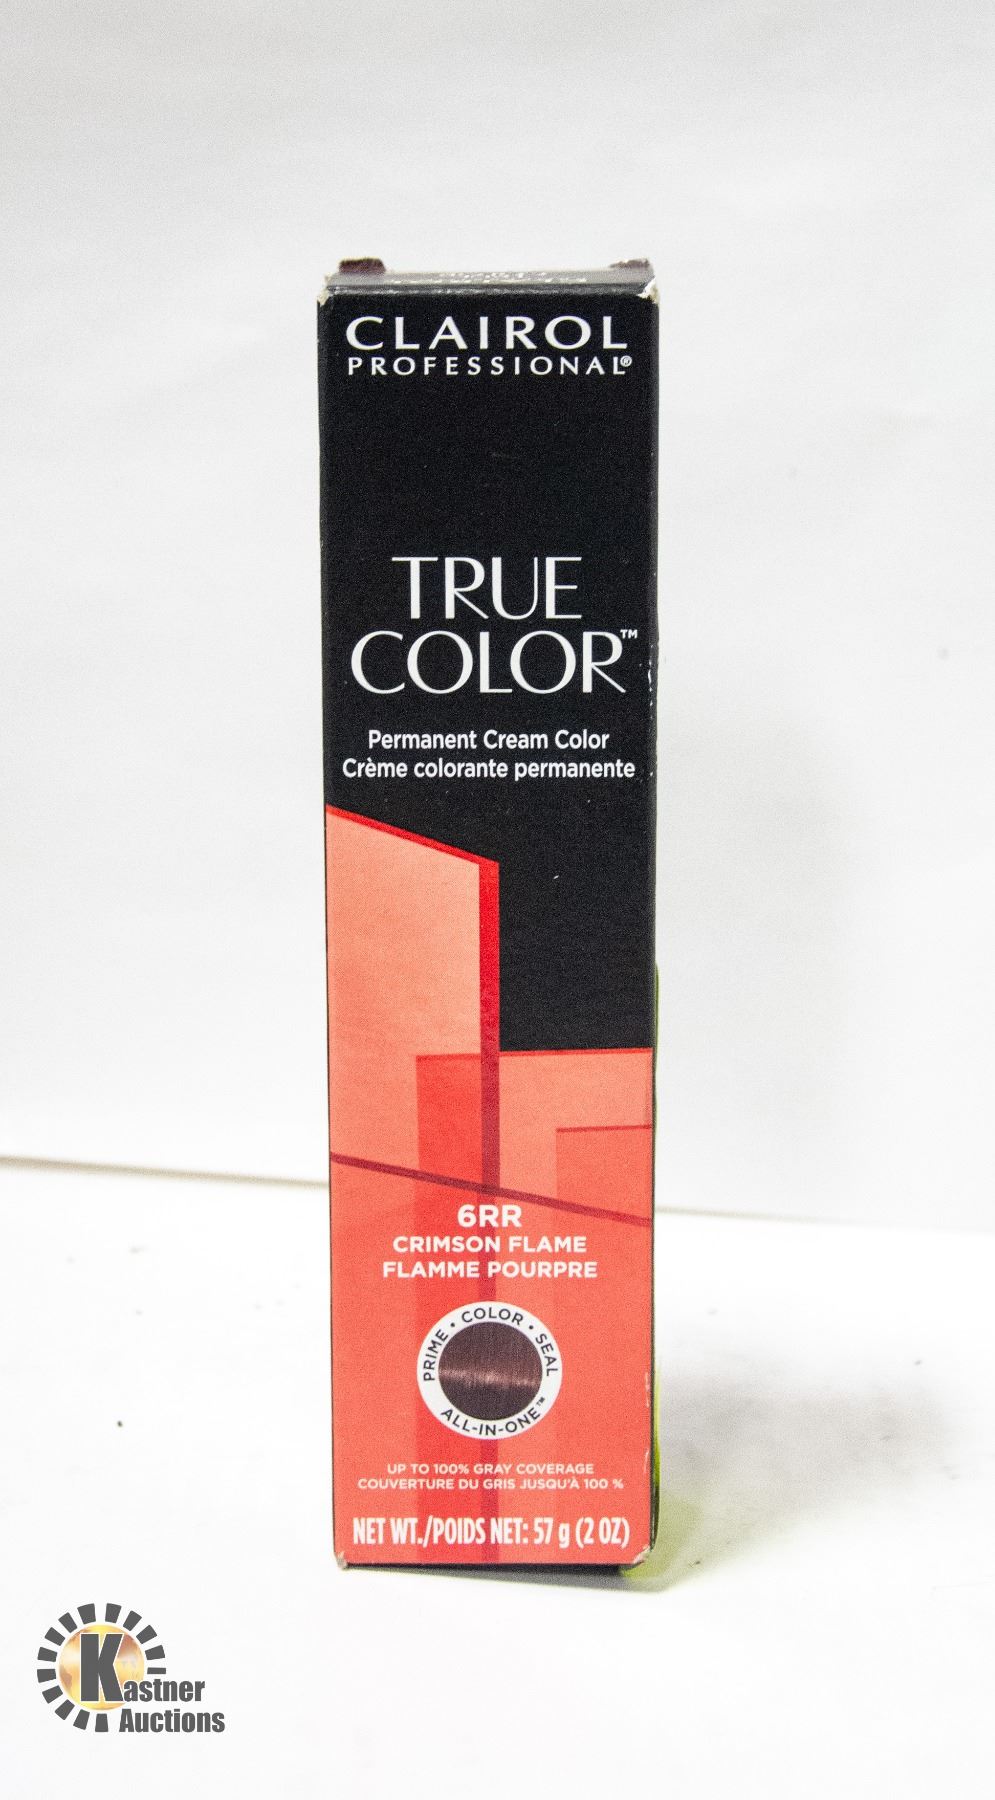 CLAIROL
PROFESSIONAL®
TRUE
COLOR™
Permanent Cream Color
Crème colorante permanente
6RR
CRIMSON FLAME
FLAMME POURPRE
PRIME • COLOR • SEAL
ALL-IN-ONE™
UP TO 100% GRAY COVERAGE
COUVERTURE DU GRIS JUSQU'À 100 %
NET WT./POIDS NET: 57 g (2 OZ)
Kastner
Auctions